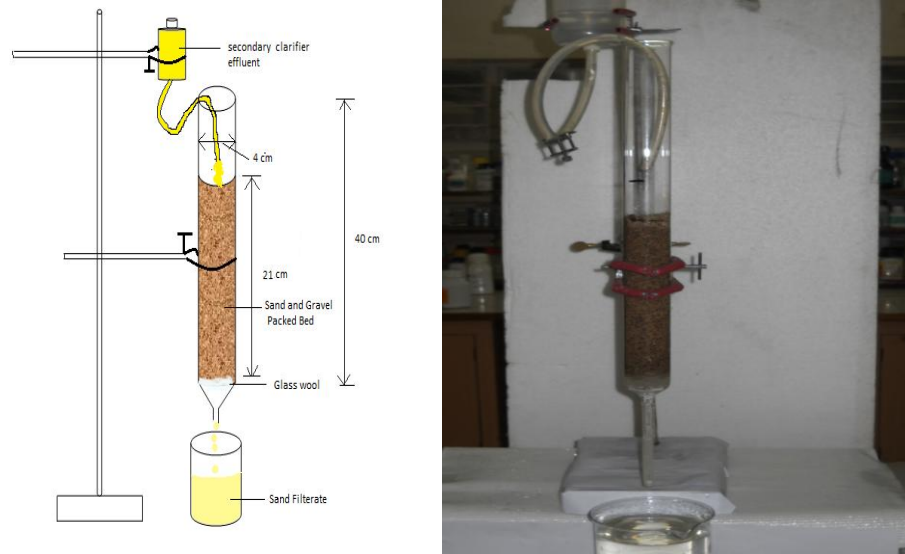 secondary clarifier
effluent
4 cm
40 cm
21 cm
Sand and Gravel
Packed Bed
Glass wool
Sand Filterate